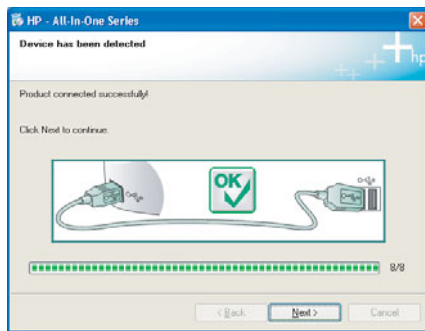 HP - All-In-One Series
Device has been detected
hp
Product connected successfully!
Click Next to continue.
OK
8/8
< Back
Next >
Cancel